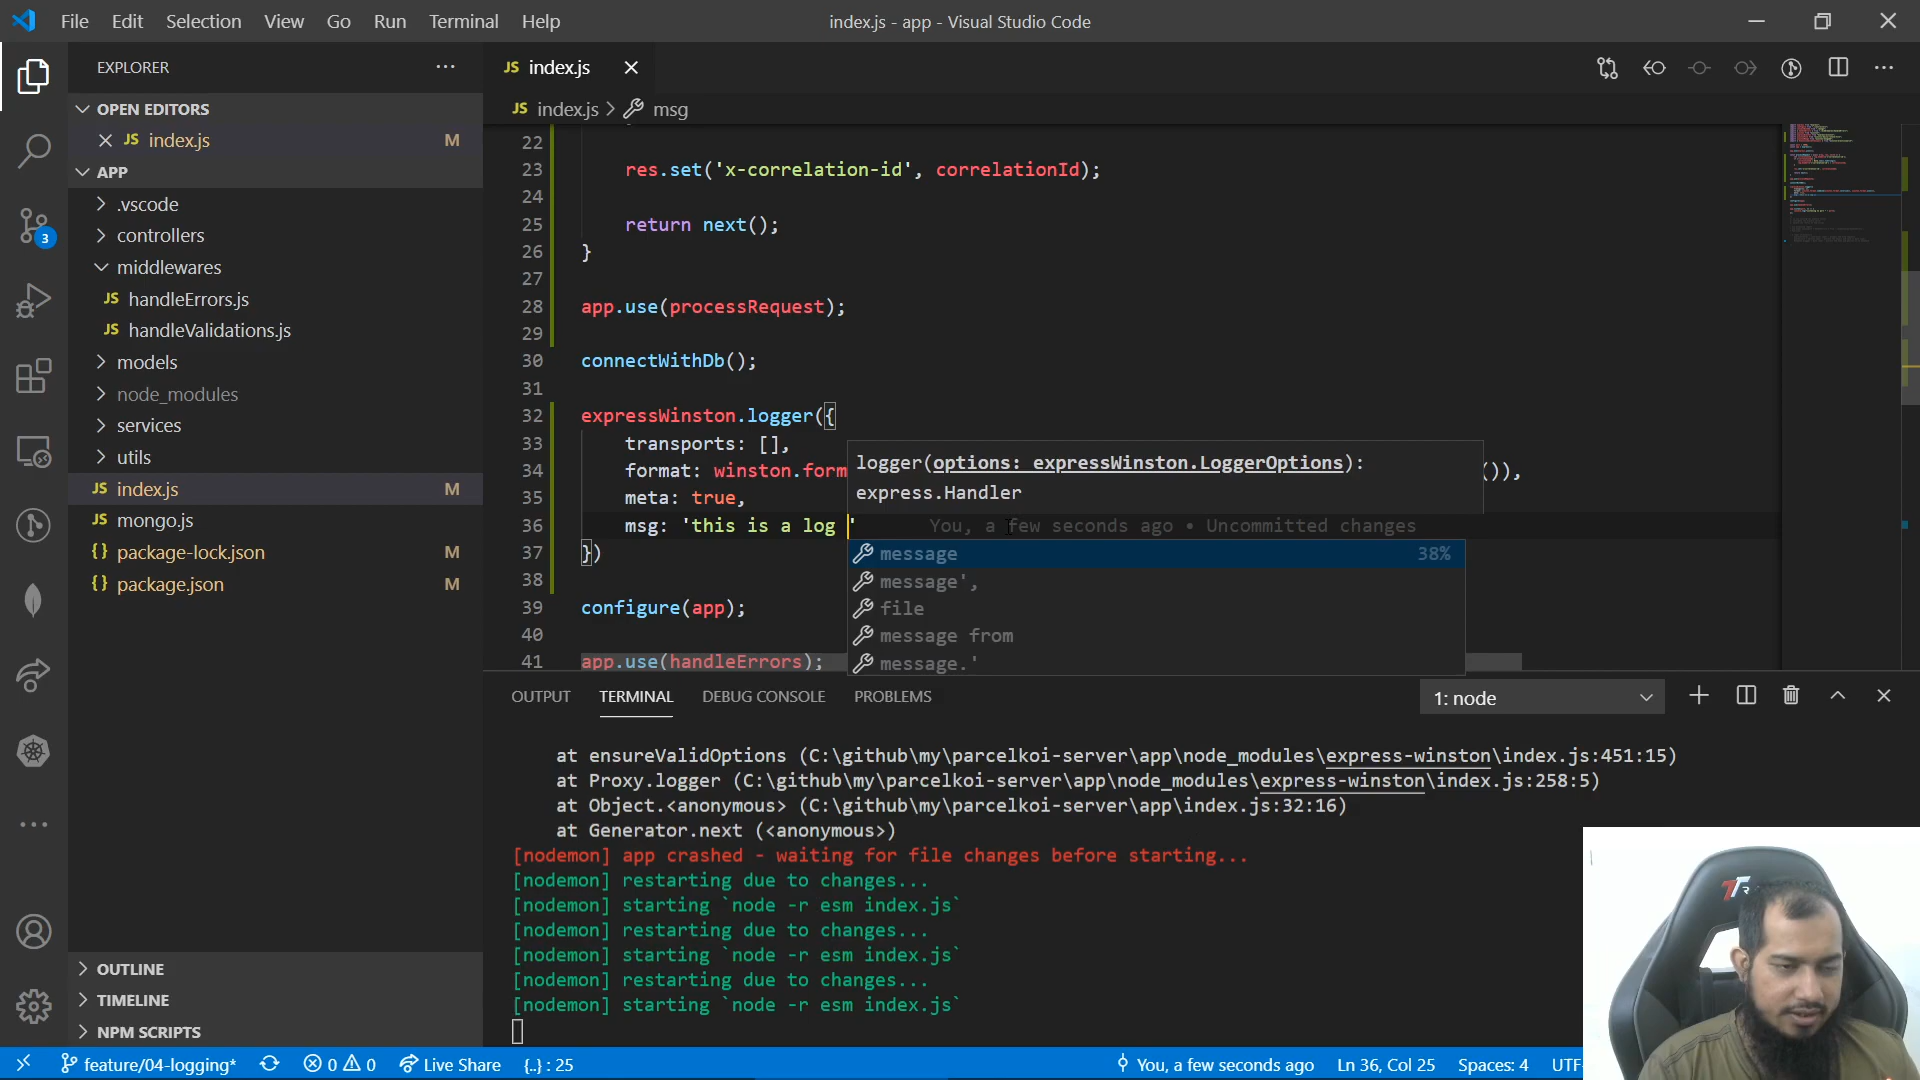 File Edit Selection View Go Run Terminal Help
index.js - app - Visual Studio Code
EXPLORER
OPEN EDITORS
JS index.js M
APP
.vscode
controllers
middlewares
JS handleErrors.js
JS handleValidations.js
models
node_modules
services
utils
JS index.js M
JS mongo.js
{} package-lock.json M
{} package.json M
OUTLINE
TIMELINE
NPM SCRIPTS
3
JS index.js
JS index.js > msg
22
23 res.set('x-correlation-id', correlationId);
24
25 return next();
26 }
27
28 app.use(processRequest);
29
30 connectWithDb();
31
32 expressWinston.logger({
33 transports: [],
34 format: winston.form ()),
35 meta: true,
36 msg: 'this is a log ' You, a few seconds ago • Uncommitted changes
37 })
38
39 configure(app);
40
41 app.use(handleErrors);
logger(options: expressWinston.LoggerOptions):
express.Handler
message 38%
message',
file
message from
message.'
OUTPUT TERMINAL DEBUG CONSOLE PROBLEMS
1: node
at ensureValidOptions (C:\github\my\parcelkoi-server\app\node_modules\express-winston\index.js:451:15)
at Proxy.logger (C:\github\my\parcelkoi-server\app\node_modules\express-winston\index.js:258:5)
at Object.<anonymous> (C:\github\my\parcelkoi-server\app\index.js:32:16)
at Generator.next (<anonymous>)
[nodemon] app crashed - waiting for file changes before starting...
[nodemon] restarting due to changes...
[nodemon] starting `node -r esm index.js`
[nodemon] restarting due to changes...
[nodemon] starting `node -r esm index.js`
[nodemon] restarting due to changes...
[nodemon] starting `node -r esm index.js`
feature/04-logging* 0 0 Live Share {..} : 25
You, a few seconds ago Ln 36, Col 25 Spaces: 4 UTF